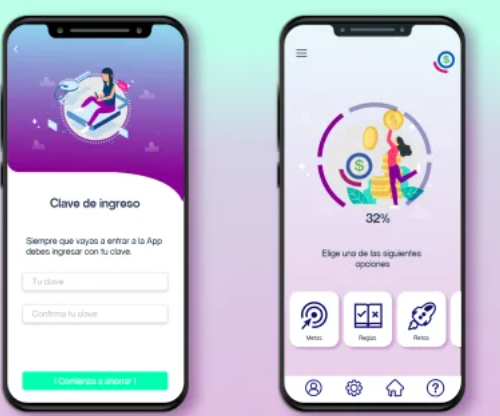 Clave de ingreso
Siempre que vayas a entrar a la App
debes ingresar con tu clave.
Tu clave
Confirma tu clave
! Comienza a ahorrar !
$
$
$
32%
Elige una de las siguientes
opciones
Metas
Reglas
Retos
?